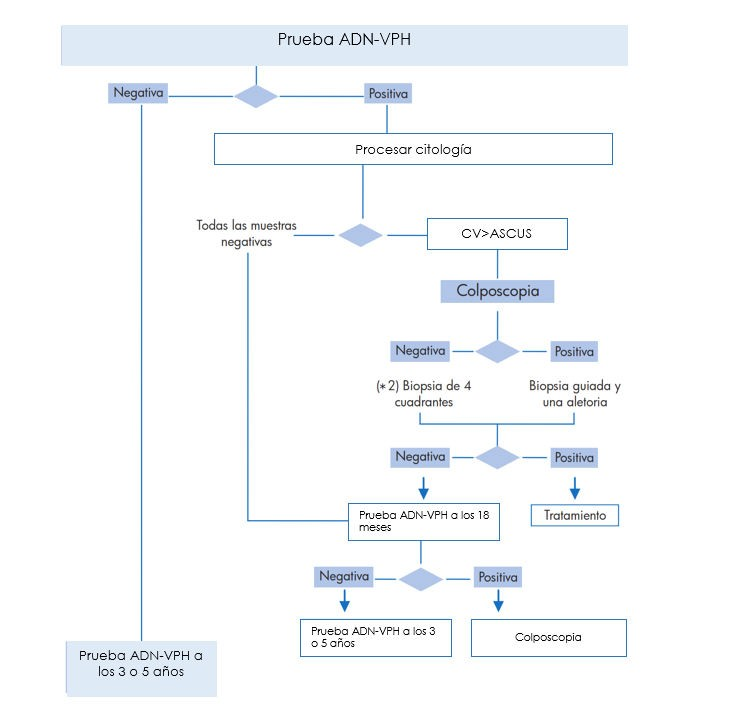 Prueba ADN-VPH
Negativa
Positiva
Procesar citología
Todas las muestras
negativas
CV>ASCUS
Colposcopia
Negativa
Positiva
(*2) Biopsia de 4
cuadrantes
Biopsia guiada y
una aletoria
Negativa
Positiva
Prueba ADN-VPH a los 18
meses
Tratamiento
Negativa
Positiva
Prueba ADN-VPH a los 3
o 5 años
Colposcopia
Prueba ADN-VPH a
los 3 o 5 años